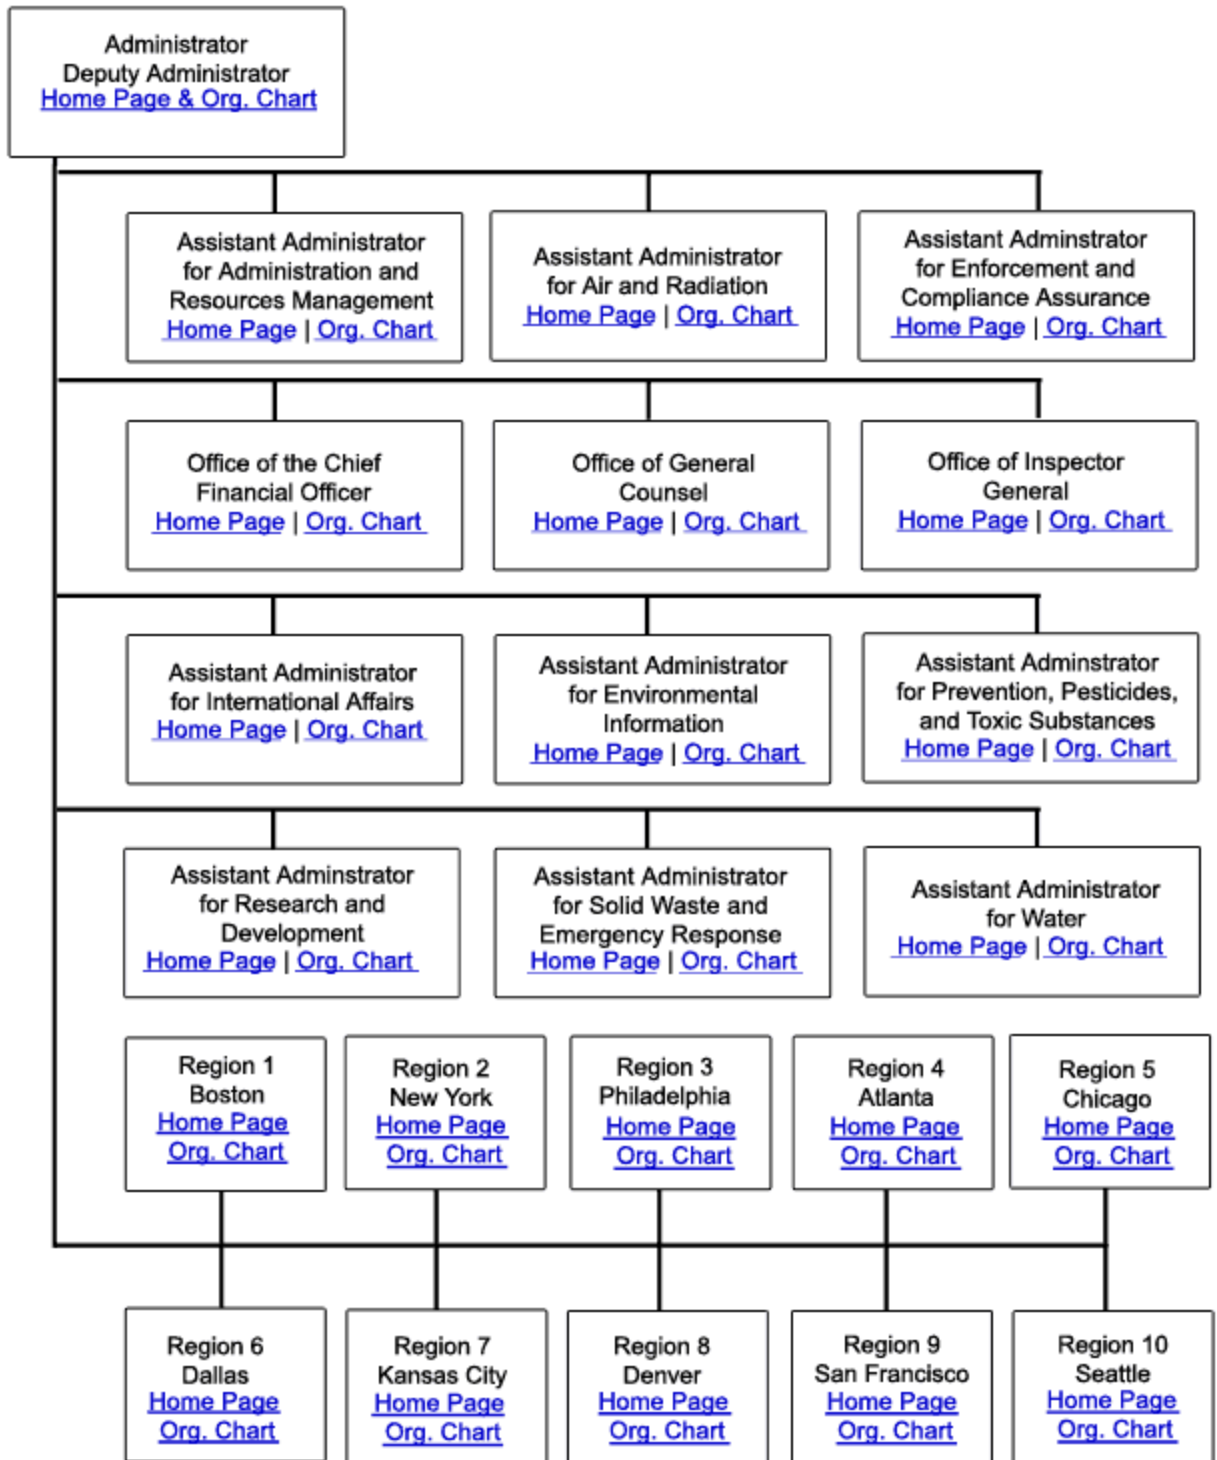 Administrator
Deputy Administrator
Home Page & Org. Chart
Assistant Administrator
for Administration and
Resources Management
Home Page | Org. Chart
Assistant Administrator
for Air and Radiation
Home Page | Org. Chart
Assistant Adminstrator
for Enforcement and
Compliance Assurance
Home Page | Org. Chart
Office of the Chief
Financial Officer
Home Page | Org. Chart
Office of General
Counsel
Home Page | Org. Chart
Office of Inspector
General
Home Page | Org. Chart
Assistant Administrator
for International Affairs
Home Page | Org. Chart
Assistant Administrator
for Environmental
Information
Home Page | Org. Chart
Assistant Adminstrator
for Prevention, Pesticides,
and Toxic Substances
Home Page | Org. Chart
Assistant Adminstrator
for Research and
Development
Home Page | Org. Chart
Assistant Administrator
for Solid Waste and
Emergency Response
Home Page | Org. Chart
Assistant Administrator
for Water
Home Page | Org. Chart
Region 1
Boston
Home Page
Org. Chart
Region 2
New York
Home Page
Org. Chart
Region 3
Philadelphia
Home Page
Org. Chart
Region 4
Atlanta
Home Page
Org. Chart
Region 5
Chicago
Home Page
Org. Chart
Region 6
Dallas
Home Page
Org. Chart
Region 7
Kansas City
Home Page
Org. Chart
Region 8
Denver
Home Page
Org. Chart
Region 9
San Francisco
Home Page
Org. Chart
Region 10
Seattle
Home Page
Org. Chart